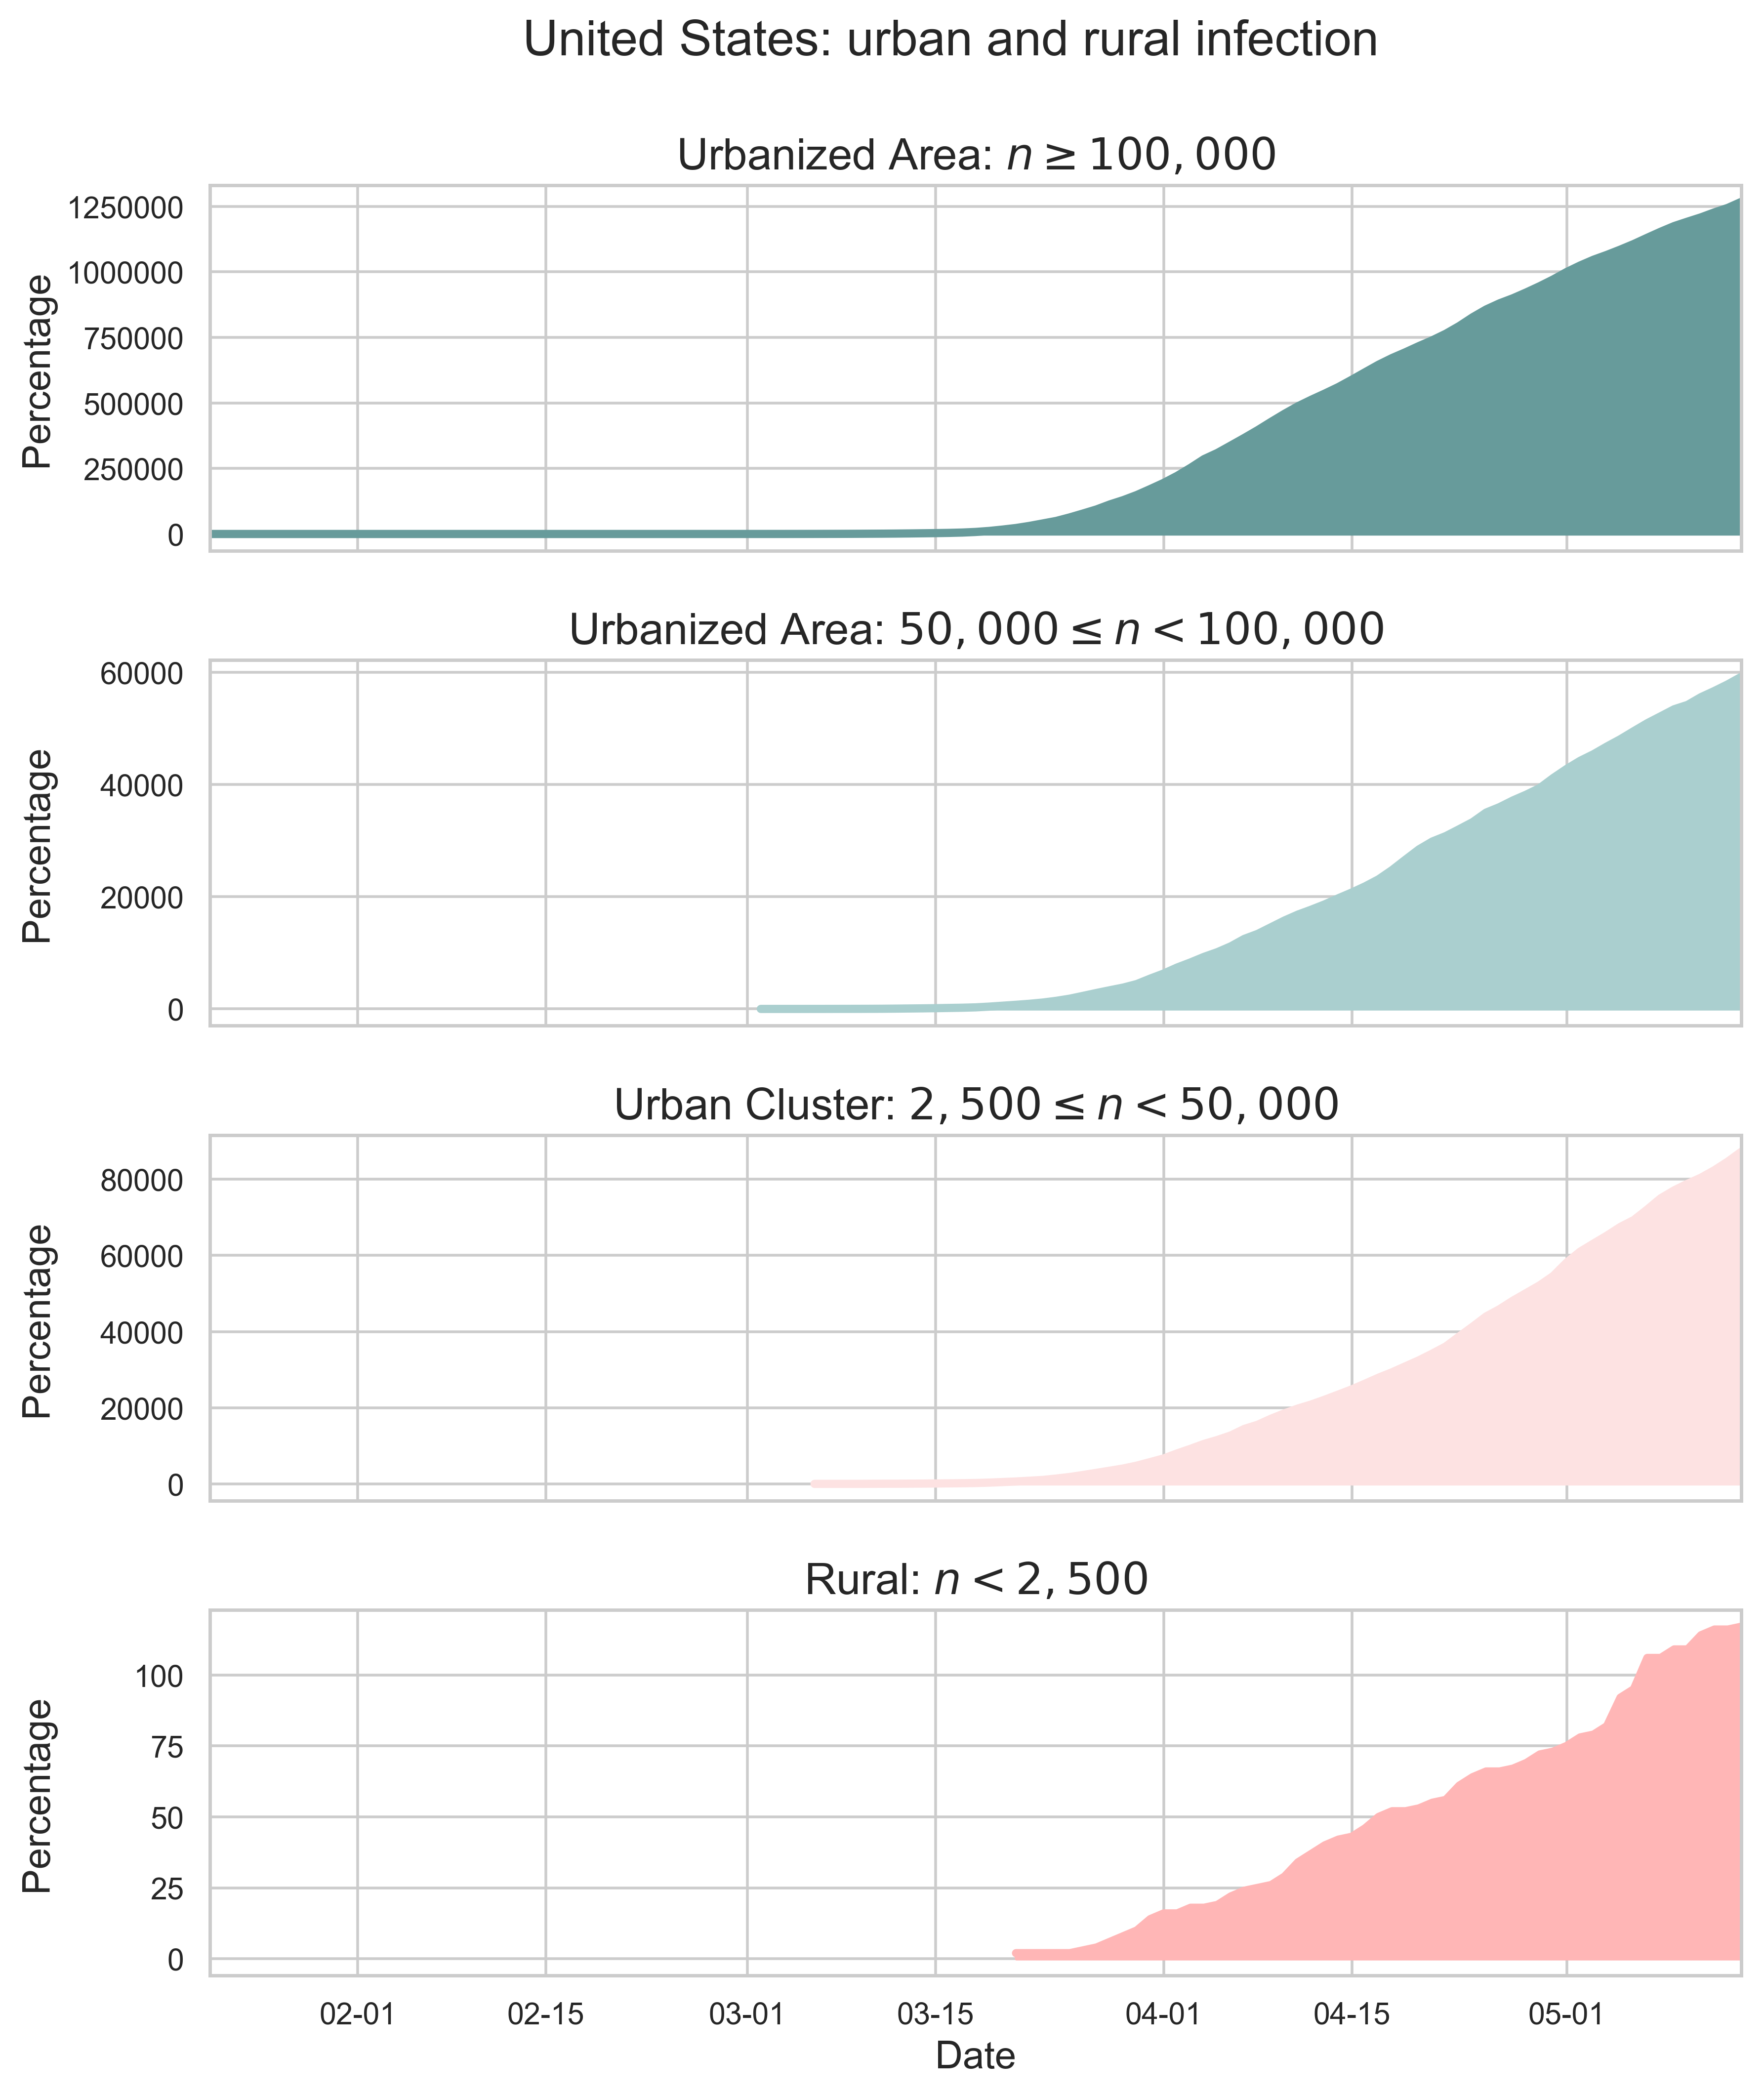 United States: urban and rural infection
Urbanized Area: n ≥ 100, 000
1250000
1000000
750000
500000
250000
0
Percentage
Urbanized Area: 50, 000 ≤ n < 100, 000
60000
40000
20000
0
Percentage
Urban Cluster: 2, 500 ≤ n < 50, 000
80000
60000
40000
20000
0
Percentage
Rural: n < 2, 500
100
75
50
25
0
Percentage
02-01 02-15 03-01 03-15 04-01 04-15 05-01
Date